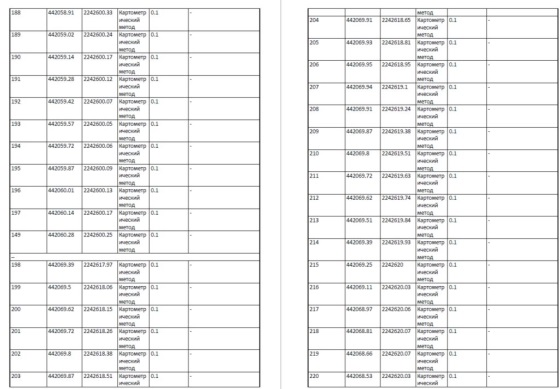 188 442058.91 2242600.33 Картометр 0.1 -
ический
метод
189 442059.02 2242600.24 Картометр 0.1 -
ический
метод
190 442059.14 2242600.17 Картометр 0.1 -
ический
метод
191 442059.28 2242600.12 Картометр 0.1 -
ический
метод
192 442059.42 2242600.07 Картометр 0.1 -
ический
метод
193 442059.57 2242600.05 Картометр 0.1 -
ический
метод
194 442059.72 2242600.06 Картометр 0.1 -
ический
метод
195 442059.87 2242600.09 Картометр 0.1 -
ический
метод
196 442060.01 2242600.13 Картометр 0.1 -
ический
метод
197 442060.14 2242600.17 Картометр 0.1 -
ический
метод
149 442060.28 2242600.25 Картометр 0.1 -
ический
метод
--
198 442069.39 2242617.97 Картометр 0.1 -
ический
метод
199 442069.5 2242618.06 Картометр 0.1 -
ический
метод
200 442069.62 2242618.15 Картометр 0.1 -
ический
метод
201 442069.72 2242618.26 Картометр 0.1 -
ический
метод
202 442069.8 2242618.38 Картометр 0.1 -
ический
метод
203 442069.87 2242618.51 Картометр 0.1 -
ический
метод
204 442069.91 2242618.65 Картометр 0.1 -
ический
метод
205 442069.93 2242618.81 Картометр 0.1 -
ический
метод
206 442069.95 2242618.95 Картометр 0.1 -
ический
метод
207 442069.94 2242619.1 Картометр 0.1 -
ический
метод
208 442069.91 2242619.24 Картометр 0.1 -
ический
метод
209 442069.87 2242619.38 Картометр 0.1 -
ический
метод
210 442069.8 2242619.51 Картометр 0.1 -
ический
метод
211 442069.72 2242619.63 Картометр 0.1 -
ический
метод
212 442069.62 2242619.74 Картометр 0.1 -
ический
метод
213 442069.51 2242619.84 Картометр 0.1 -
ический
метод
214 442069.39 2242619.93 Картометр 0.1 -
ический
метод
215 442069.25 2242620 Картометр 0.1 -
ический
метод
216 442069.11 2242620.03 Картометр 0.1 -
ический
метод
217 442068.97 2242620.06 Картометр 0.1 -
ический
метод
218 442068.81 2242620.07 Картометр 0.1 -
ический
метод
219 442068.66 2242620.07 Картометр 0.1 -
ический
метод
220 442068.53 2242620.03 Картометр 0.1 -
ический